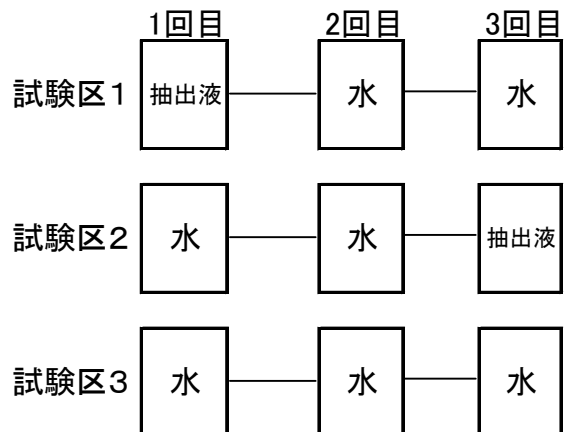 1回目 2回目 3回目
試験区1 抽出液 水 水
試験区2 水 水 抽出液
試験区3 水 水 水